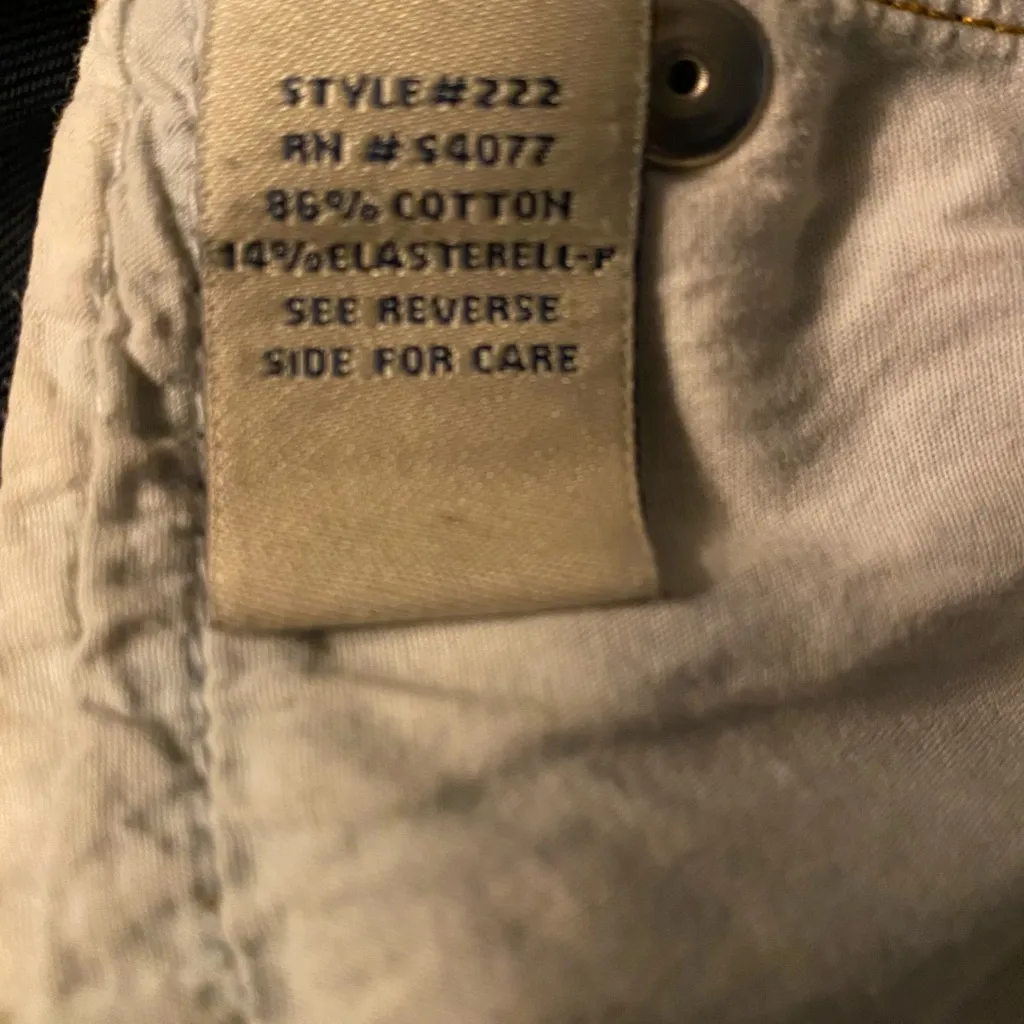 STYLE#222
RN # 54077
86% COTTON
14% ELASTERELL-P
SEE REVERSE
SIDE FOR CARE